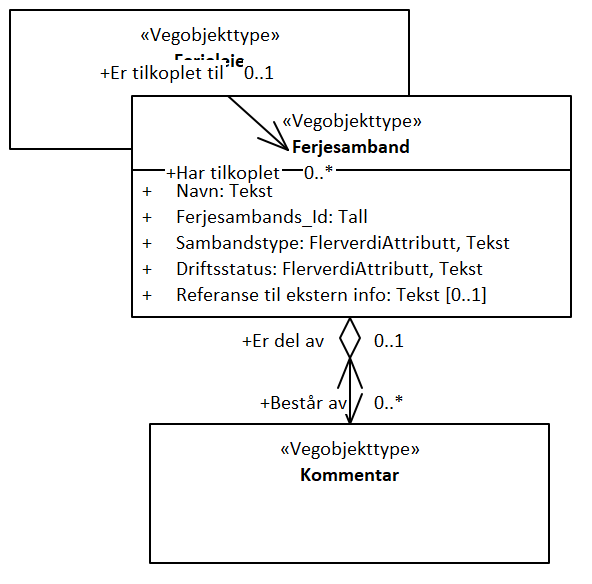 «Vegobjekttype»
+Er tilkoplet til 0..1
«Vegobjekttype»
Ferjesamband
+Har tilkoplet 0..*
+ Navn: Tekst
+ Ferjesambands_Id: Tall
+ Sambandstype: FlerverdiAttributt, Tekst
+ Driftsstatus: FlerverdiAttributt, Tekst
+ Referanse til ekstern info: Tekst [0..1]
+Er del av 0..1
+Består av 0..*
«Vegobjekttype»
Kommentar